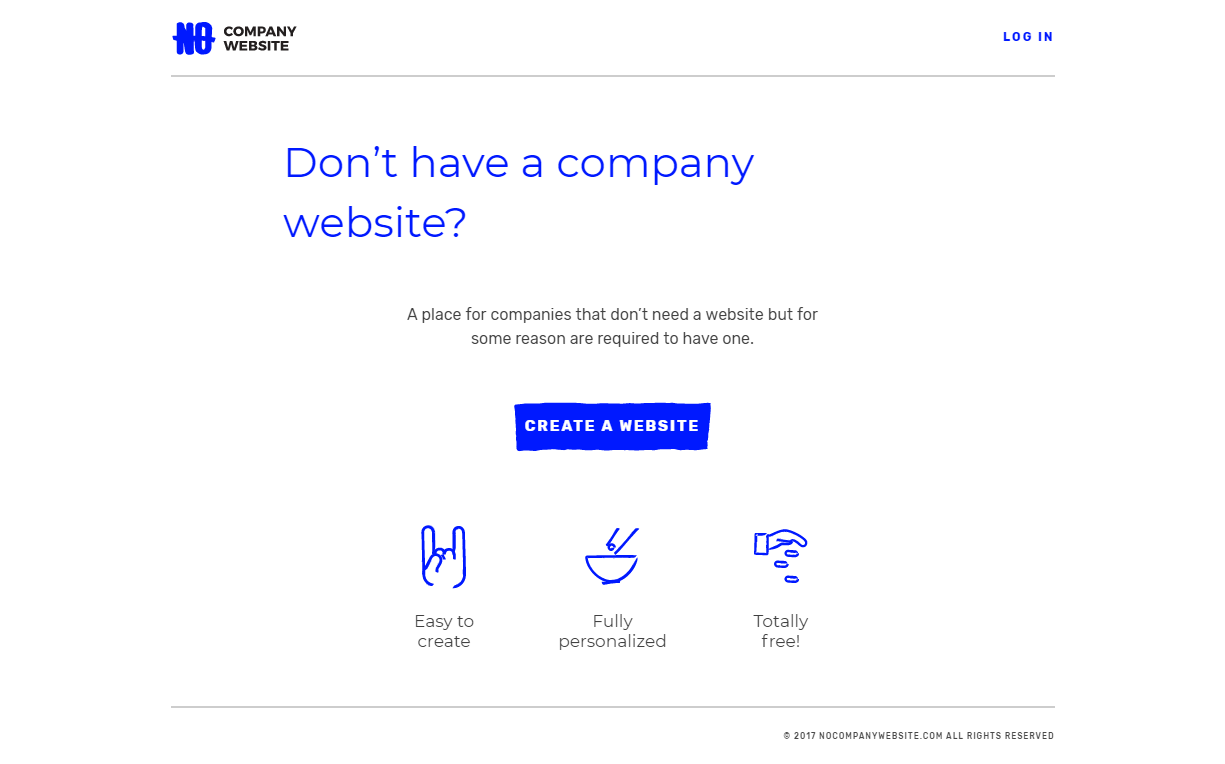 NO COMPANY
WEBSITE
LOG IN
Don’t have a company
website?
A place for companies that don’t need a website but for
some reason are required to have one.
CREATE A WEBSITE
Easy to
create
Fully
personalized
Totally
free!
© 2017 NOCOMPANYWEBSITE.COM ALL RIGHTS RESERVED